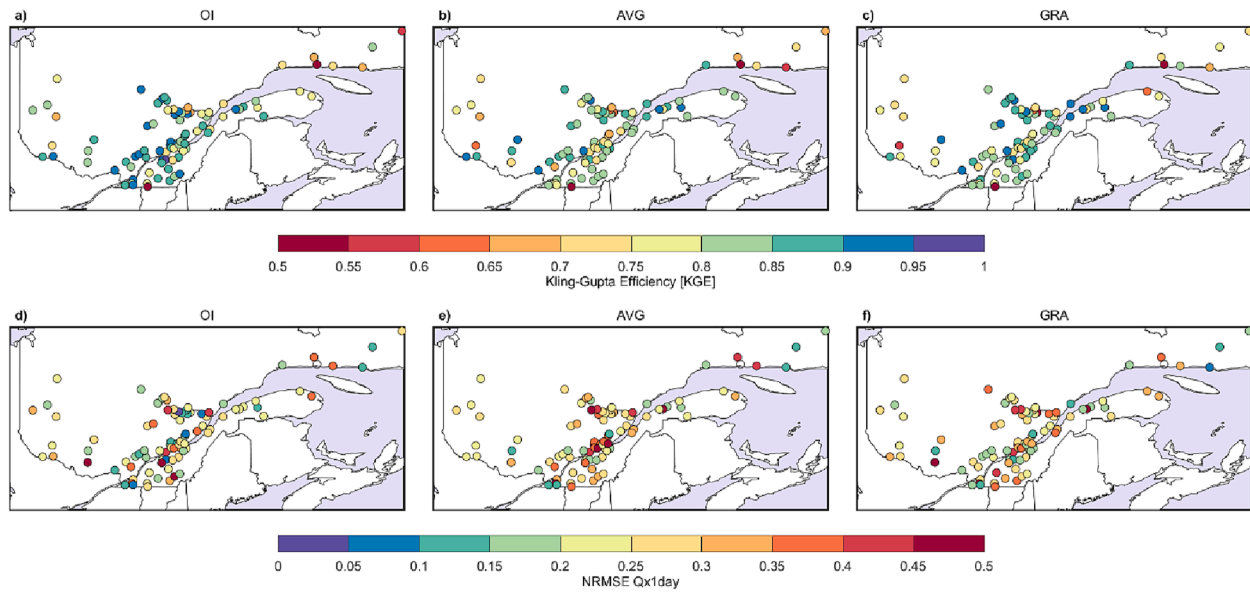 a) OI b) AVG c) GRA
0.5 0.55 0.6 0.65 0.7 0.75 0.8 0.85 0.9 0.95 1
Kling-Gupta Efficiency [KGE]
d) OI e) AVG f) GRA
0 0.05 0.1 0.15 0.2 0.25 0.3 0.35 0.4 0.45 0.5
NRMSE Qx1day